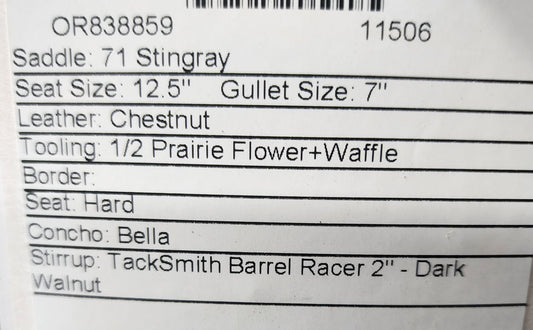 OR838859 11506
Saddle: 71 Stingray
Seat Size: 12.5" Gullet Size: 7"
Leather: Chestnut
Tooling: 1/2 Prairie Flower+Waffle
Border:
Seat: Hard
Concho: Bella
Stirrup: TackSmith Barrel Racer 2" - Dark
Walnut